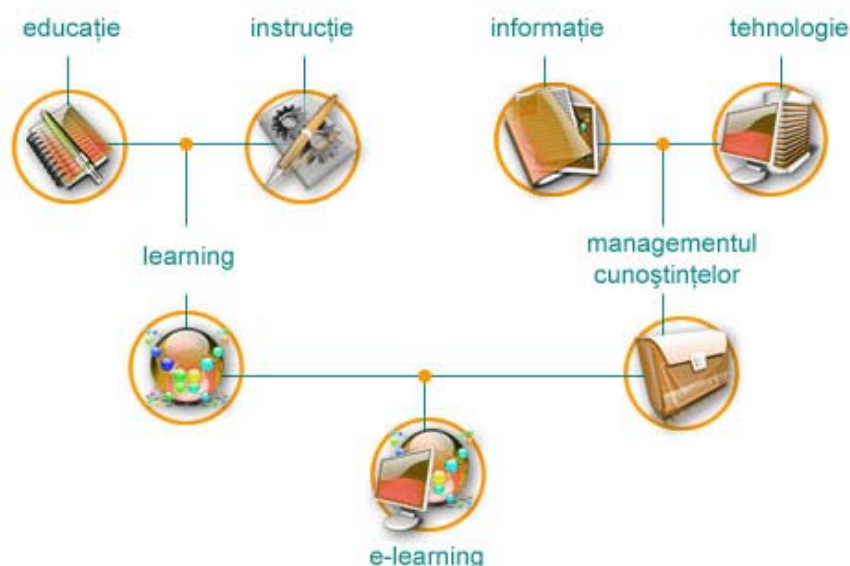 educație
instrucție
informație
tehnologie
learning
managementul
cunoștințelor
e-learning